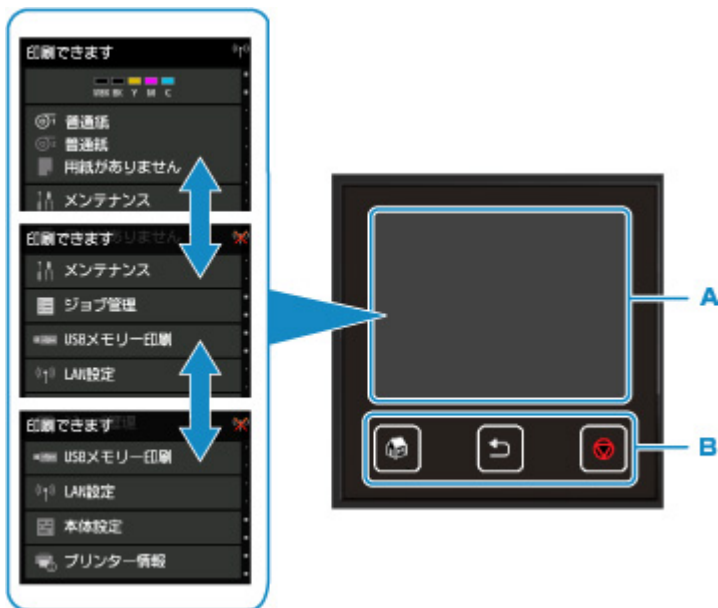 印刷できます
MBK BK Y M C
普通紙
普通紙
用紙がありません
メンテナンス
印刷できます
メンテナンス
ジョブ管理
USBメモリー印刷
LAN設定
印刷できます
USBメモリー印刷
LAN設定
本体設定
プリンター情報
A
B